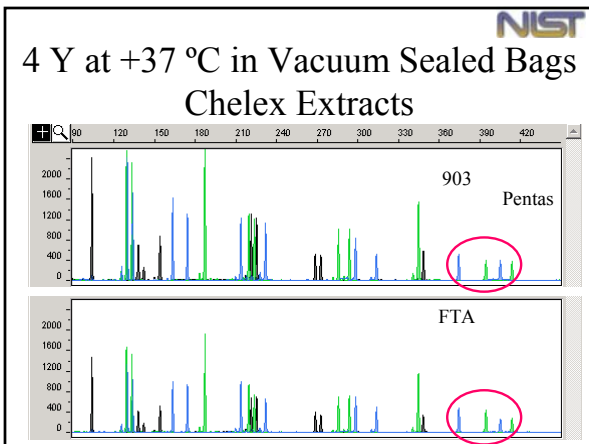 NIST
4 Y at +37 ºC in Vacuum Sealed Bags
Chelex Extracts
90 120 150 180 210 240 270 300 330 360 390 420
903
Pentas
2000
1600
1200
800
400
0
FTA
2000
1600
1200
800
400
0